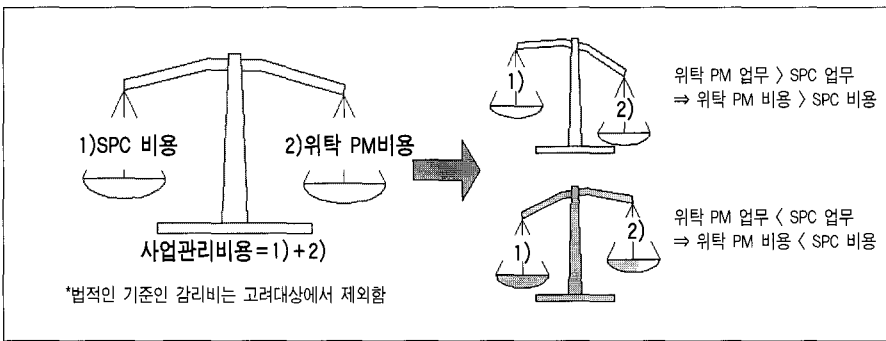 1)SPC 비용
2)위탁 PM비용
사업관리비용=1)+2)
*법적인 기준인 감리비는 고려대상에서 제외함
1)
2)
위탁 PM 업무 > SPC 업무
⇒ 위탁 PM 비용 > SPC 비용
1)
2)
위탁 PM 업무 < SPC 업무
⇒ 위탁 PM 비용 < SPC 비용